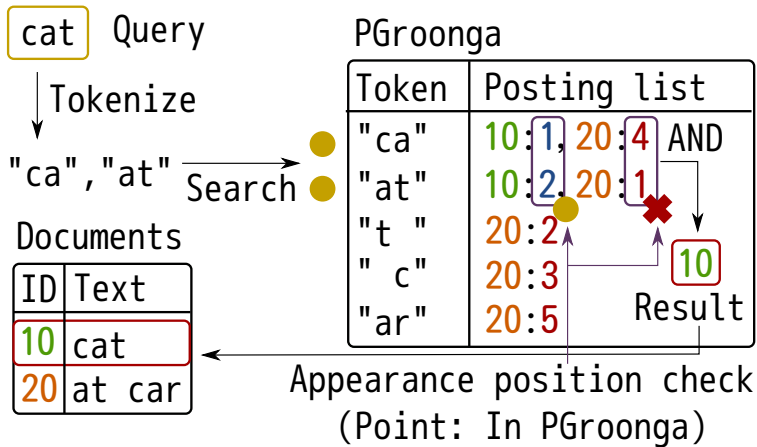 cat Query
Tokenize
"ca","at"
Search
PGroonga
Token Posting list
"ca" 10:1, 20:4 AND
"at" 10:2, 20:1
"t " 20:2
" c" 20:3
"ar" 20:5
10
Result
Documents
ID Text
10 cat
20 at car
Appearance position check
(Point: In PGroonga)